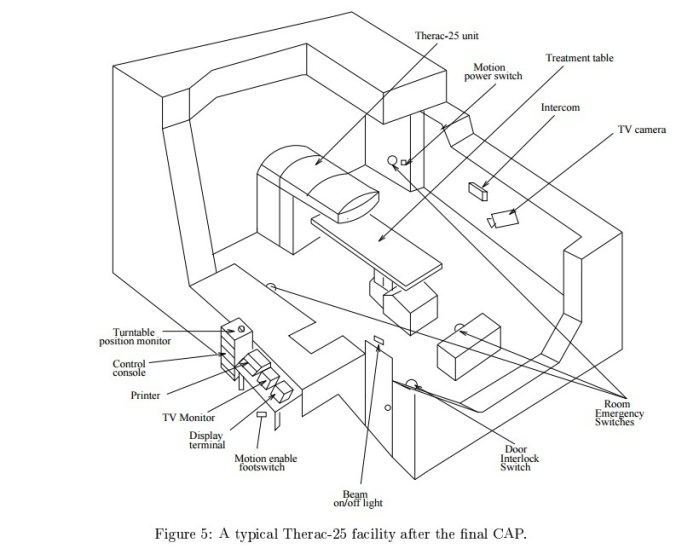 Therac-25 unit
Treatment table
Motion
power switch
Intercom
TV camera
Turntable
position monitor
Control
console
Printer
TV Monitor
Display
terminal
Motion enable
footswitch
Beam
on/off light
Door
Interlock
Switch
Room
Emergency
Switches
Figure 5: A typical Therac-25 facility after the final CAP.